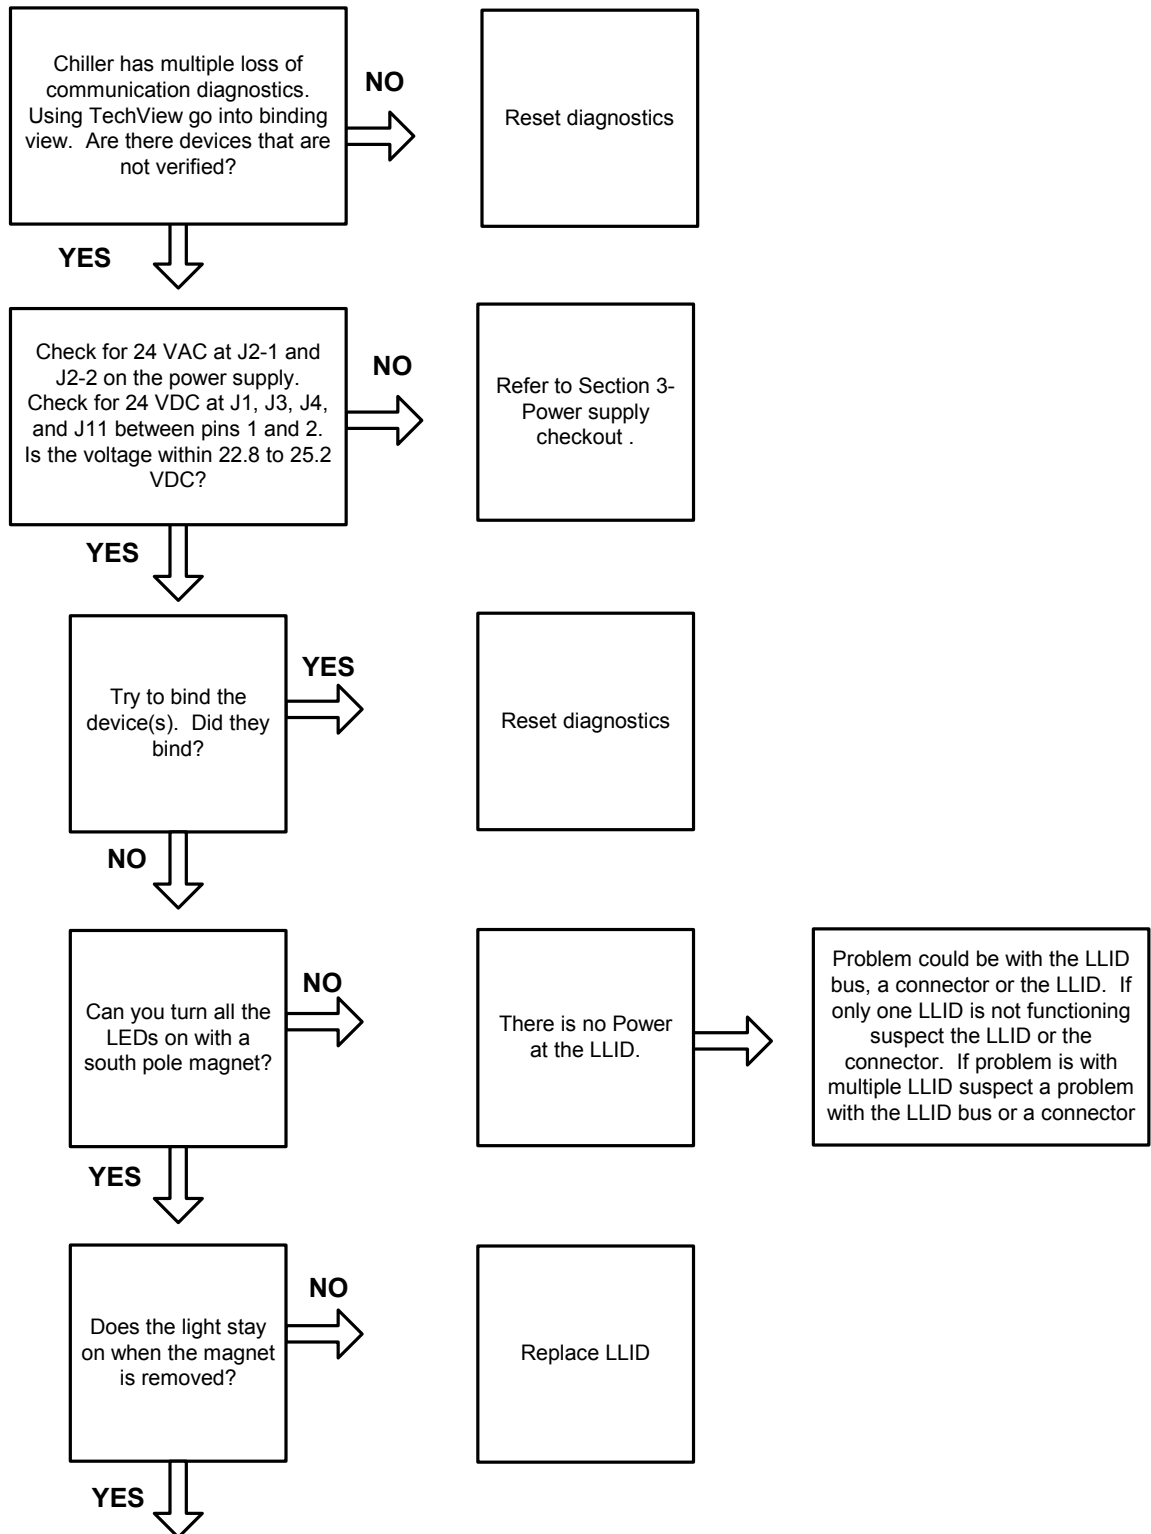 Chiller has multiple loss of
communication diagnostics.
Using TechView go into binding
view. Are there devices that are
not verified?
NO
Reset diagnostics
YES
Check for 24 VAC at J2-1 and
J2-2 on the power supply.
Check for 24 VDC at J1, J3, J4,
and J11 between pins 1 and 2.
Is the voltage within 22.8 to 25.2
VDC?
NO
Refer to Section 3-
Power supply
checkout .
YES
Try to bind the
device(s). Did they
bind?
YES
Reset diagnostics
NO
Can you turn all the
LEDs on with a
south pole magnet?
NO
There is no Power
at the LLID.
Problem could be with the LLID
bus, a connector or the LLID. If
only one LLID is not functioning
suspect the LLID or the
connector. If problem is with
multiple LLID suspect a problem
with the LLID bus or a connector
YES
Does the light stay
on when the magnet
is removed?
NO
Replace LLID
YES